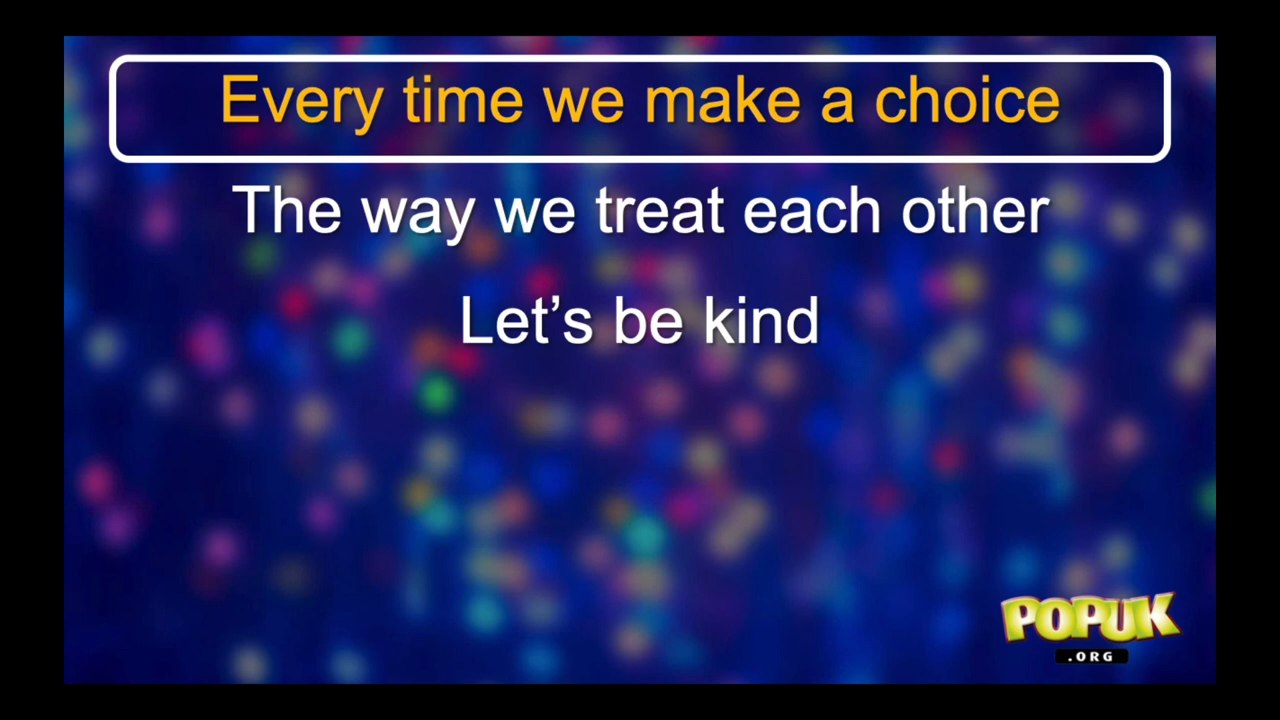 Every time we make a choice
The way we treat each other
Let’s be kind
POPUK
.ORG